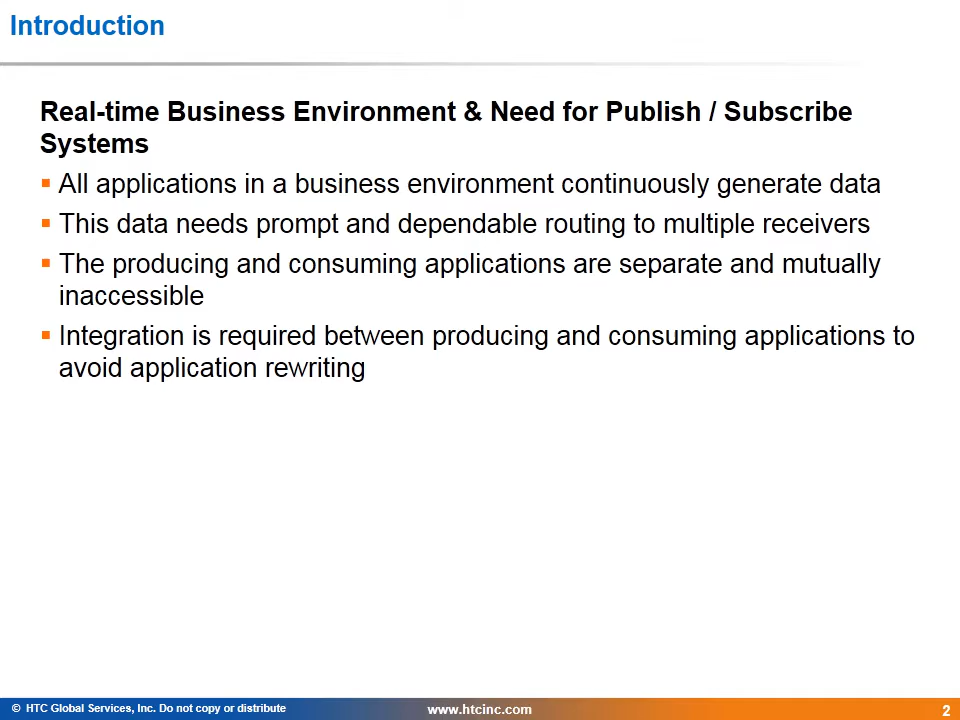 Introduction
Real-time Business Environment & Need for Publish / Subscribe
Systems
All applications in a business environment continuously generate data
This data needs prompt and dependable routing to multiple receivers
The producing and consuming applications are separate and mutually
inaccessible
Integration is required between producing and consuming applications to
avoid application rewriting
© HTC Global Services, Inc. Do not copy or distribute
www.htcinc.com
2